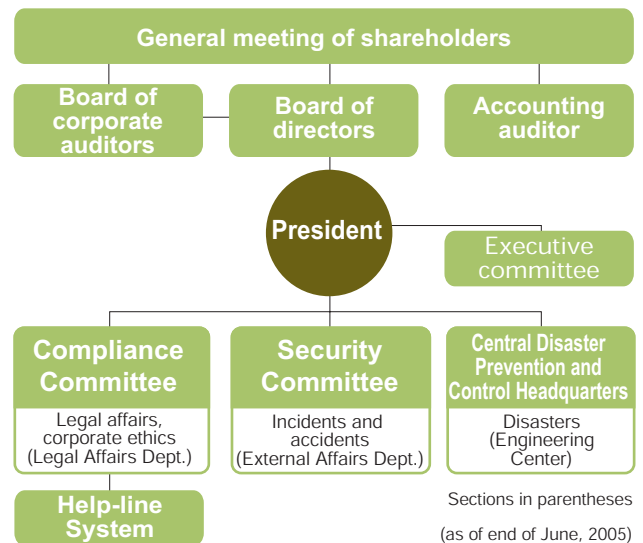 General meeting of shareholders
Board of
corporate
auditors
Board of
directors
Accounting
auditor
President
Executive
committee
Compliance
Committee
Legal affairs,
corporate ethics
(Legal Affairs Dept.)
Help-line
System
Security
Committee
Incidents and
accidents
(External Affairs Dept.)
Central Disaster
Prevention and
Control Headquarters
Disasters
(Engineering
Center)
Sections in parentheses
(as of end of June, 2005)